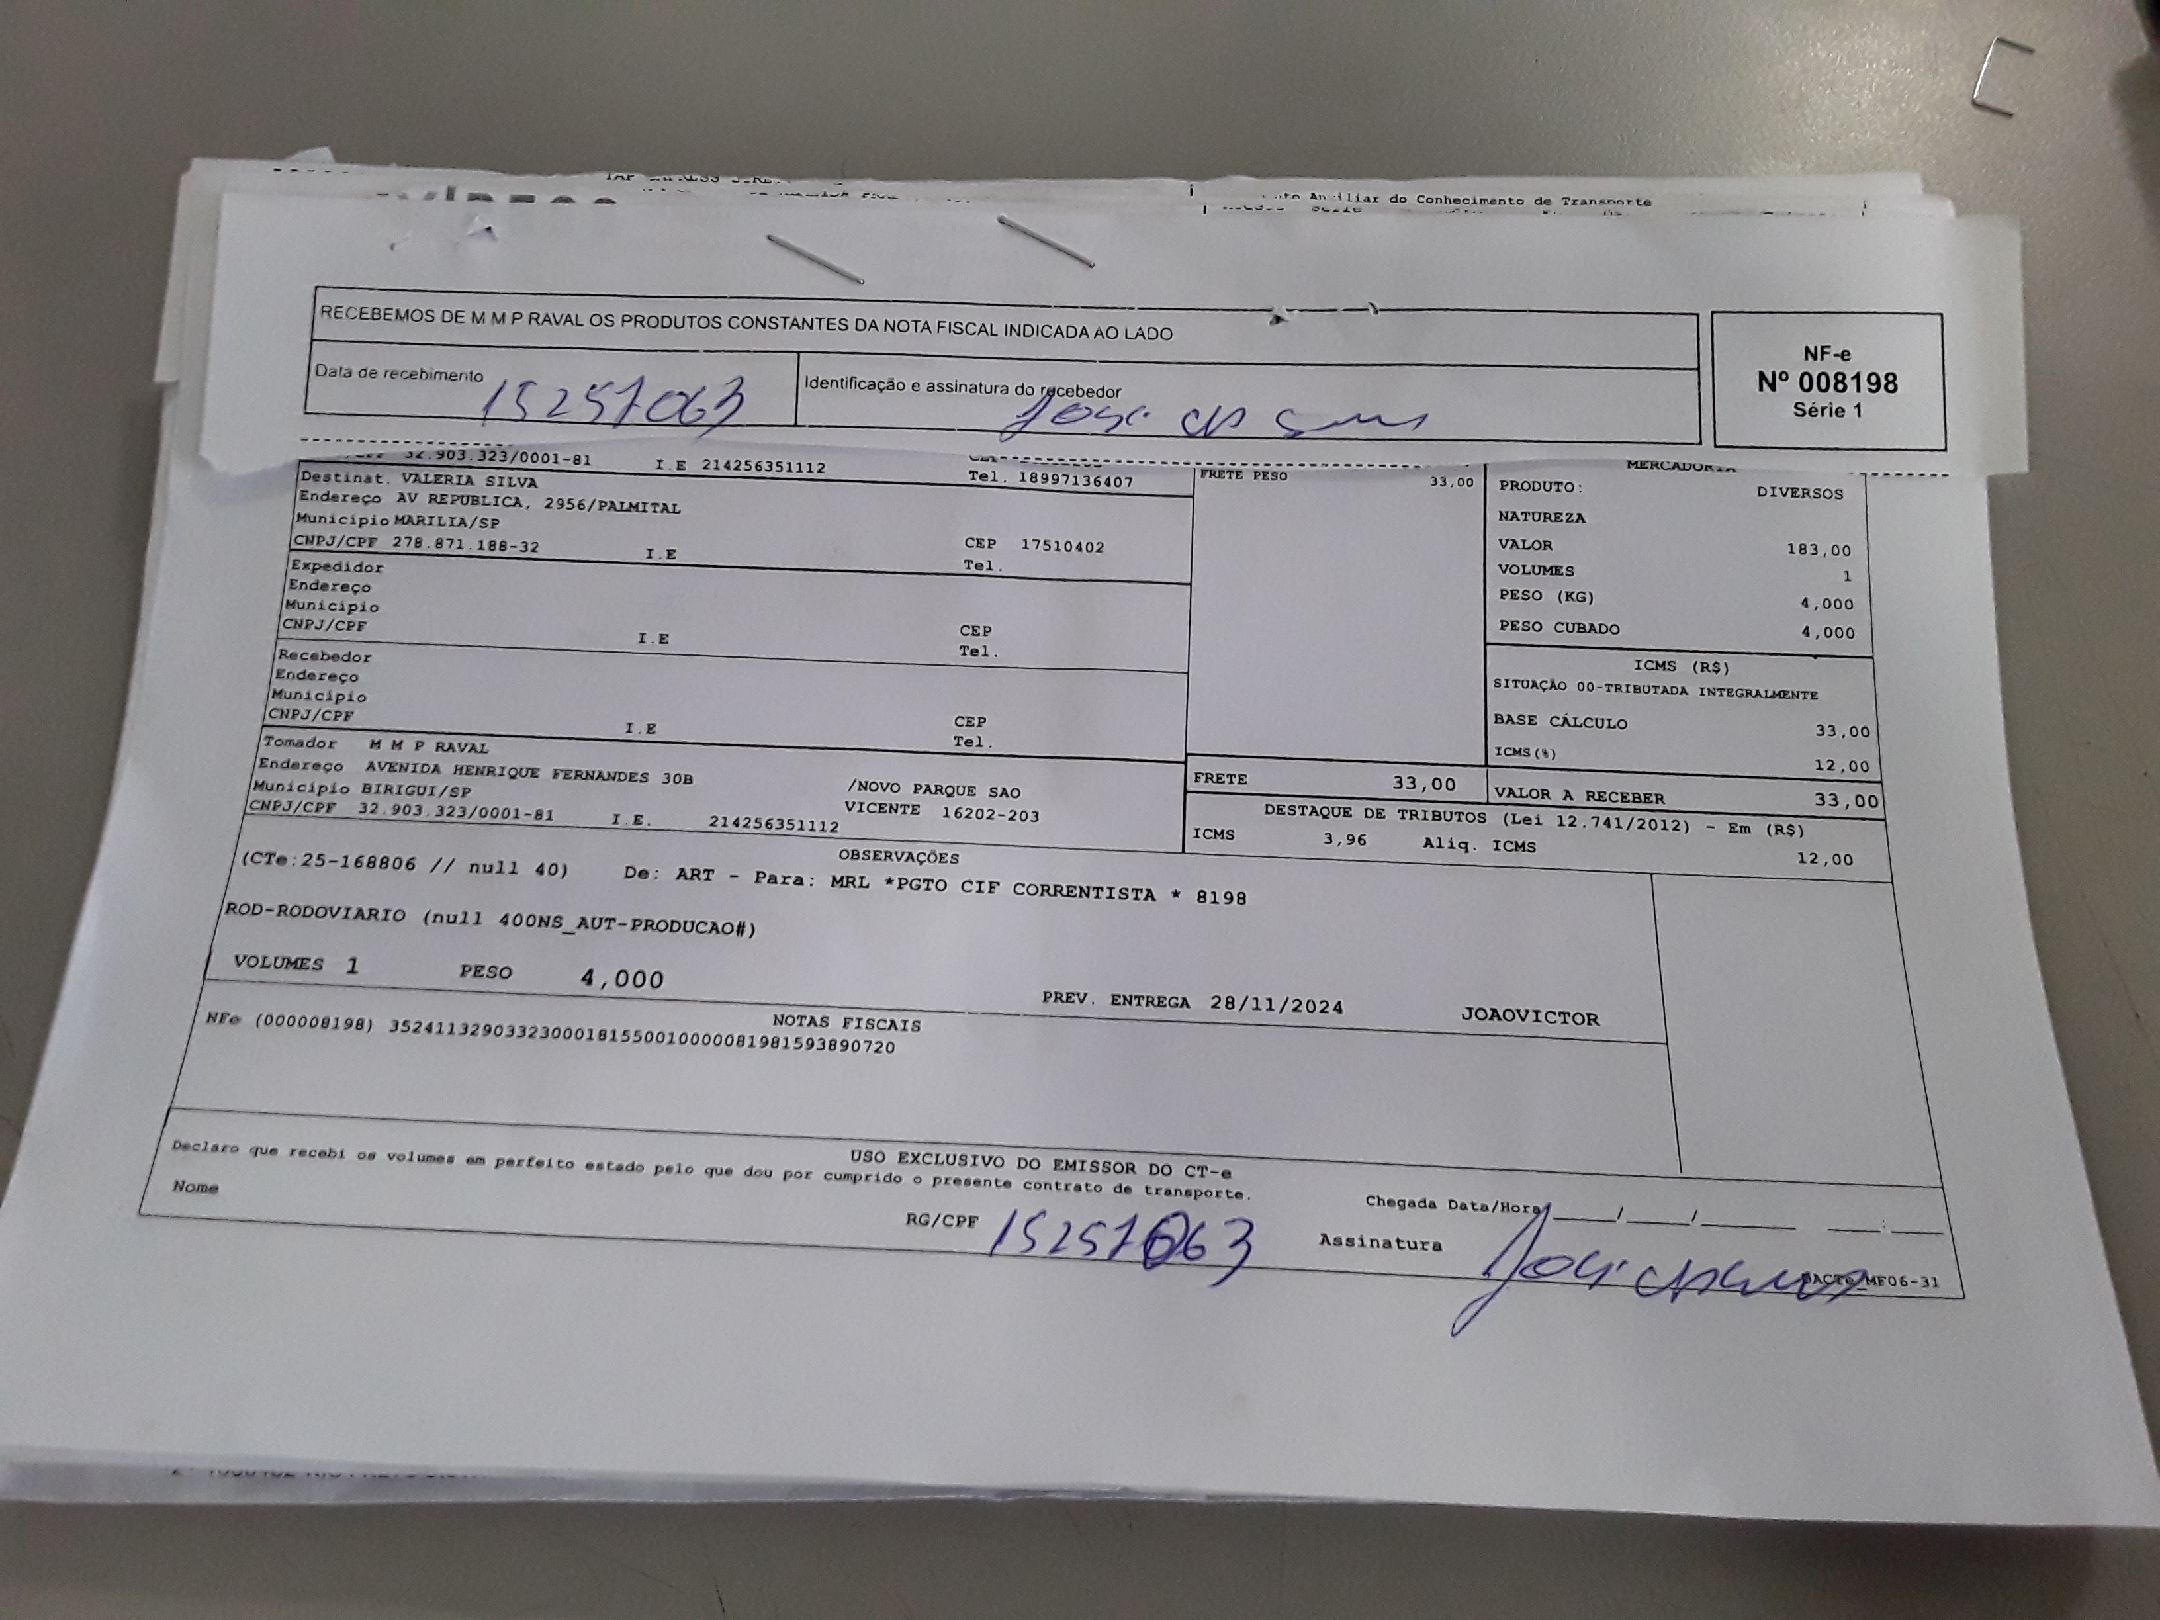 Auxiliar do Conhecimento de Transporte
RECEBEMOS DE M M P RAVAL OS PRODUTOS CONSTANTES DA NOTA FISCAL INDICADA AO LADO
Data de recebimento 15257063
Identificação e assinatura do recebedor
NF-e
Nº 008198
Série 1
32.903.323/0001-81 I.E 214256351112
Destinat. VALERIA SILVA Tel. 18997136407
Endereço AV REPUBLICA, 2956/PALMITAL
Município MARILIA/SP
CNPJ/CPF 278.871.188-32 I.E CEP 17510402
Tel.
Expedidor
Endereço
Município
CNPJ/CPF I.E CEP
Tel.
Recebedor
Endereço
Município
CNPJ/CPF I.E CEP
Tel.
Tomador M M P RAVAL
Endereço AVENIDA HENRIQUE FERNANDES 30B /NOVO PARQUE SAO
Município BIRIGUI/SP VICENTE 16202-203
CNPJ/CPF 32.903.323/0001-81 I.E. 214256351112
FRETE PESO 33,00
FRETE 33,00
MERCADORIA
PRODUTO: DIVERSOS
NATUREZA
VALOR 183,00
VOLUMES 1
PESO (KG) 4,000
PESO CUBADO 4,000
ICMS (R$)
SITUAÇÃO 00-TRIBUTADA INTEGRALMENTE
BASE CÁLCULO 33,00
ICMS(%) 12,00
VALOR A RECEBER 33,00
DESTAQUE DE TRIBUTOS (Lei 12.741/2012) - Em (R$)
ICMS 3,96 Aliq. ICMS 12,00
OBSERVAÇÕES
(CTe:25-168806 // null 40) De: ART - Para: MRL *PGTO CIF CORRENTISTA * 8198
ROD-RODOVIARIO (null 400NS_AUT-PRODUCAO#)
VOLUMES 1 PESO 4,000 PREV. ENTREGA 28/11/2024 JOAOVICTOR
NOTAS FISCAIS
NFe (000008198) 35241132903323000181550010000081981593890720
USO EXCLUSIVO DO EMISSOR DO CT-e
Declaro que recebi os volumes em perfeito estado pelo que dou por cumprido o presente contrato de transporte.
Nome RG/CPF 15257063
Chegada Data/Hora ____/____/______ ____:____
Assinatura
MF06-31